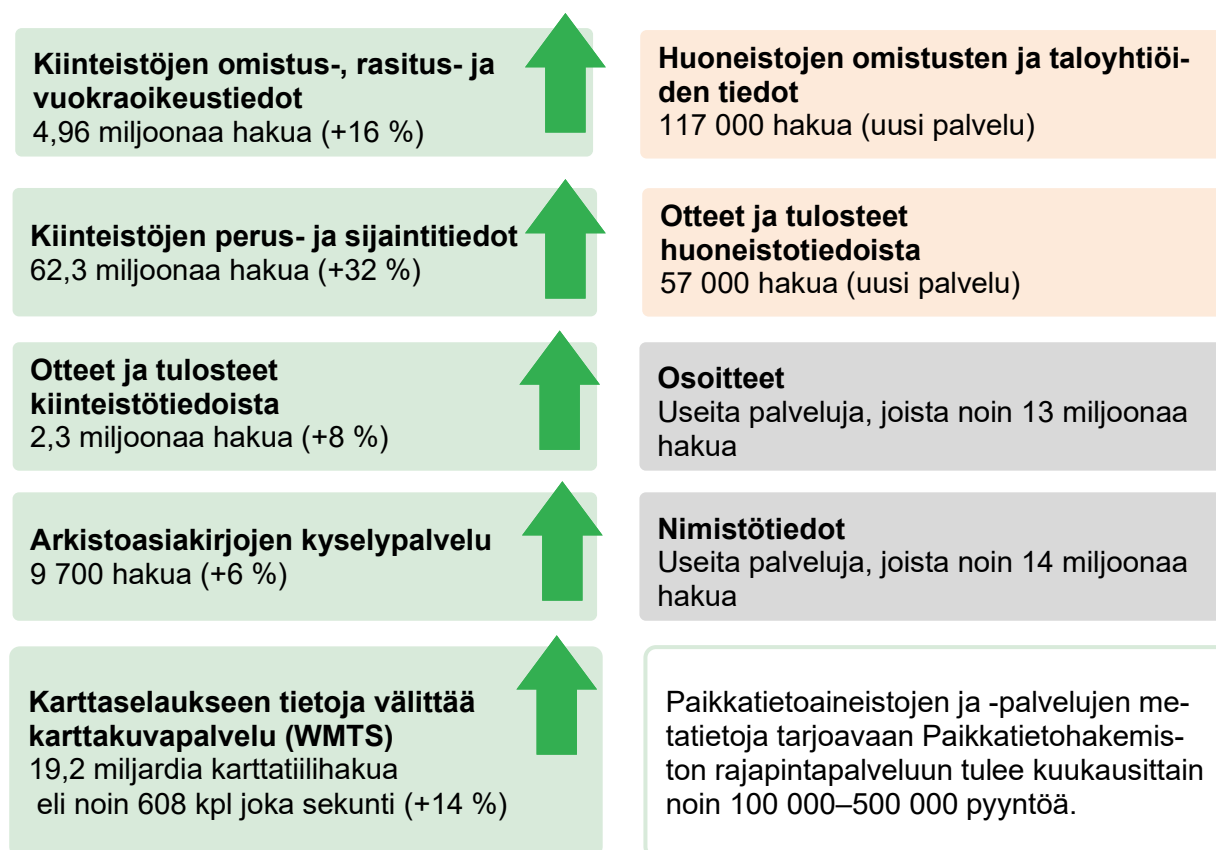 Kiinteistöjen omistus-, rasitus- ja
vuokraoikeustiedot
4,96 miljoonaa hakua (+16 %)
Huoneistojen omistusten ja taloyhtiöi-
den tiedot
117 000 hakua (uusi palvelu)
Kiinteistöjen perus- ja sijaintitiedot
62,3 miljoonaa hakua (+32 %)
Otteet ja tulosteet
huoneistotiedoista
57 000 hakua (uusi palvelu)
Otteet ja tulosteet
kiinteistötiedoista
2,3 miljoonaa hakua (+8 %)
Osoitteet
Useita palveluja, joista noin 13 miljoonaa
hakua
Arkistoasiakirjojen kyselypalvelu
9 700 hakua (+6 %)
Nimistötiedot
Useita palveluja, joista noin 14 miljoonaa
hakua
Karttaselaukseen tietoja välittää
karttakuvapalvelu (WMTS)
19,2 miljardia karttatiilihakua
eli noin 608 kpl joka sekunti (+14 %)
Paikkatietoaineistojen ja -palvelujen me-
tatietoja tarjoavaan Paikkatietohakemis-
ton rajapintapalveluun tulee kuukausittain
noin 100 000–500 000 pyyntöä.